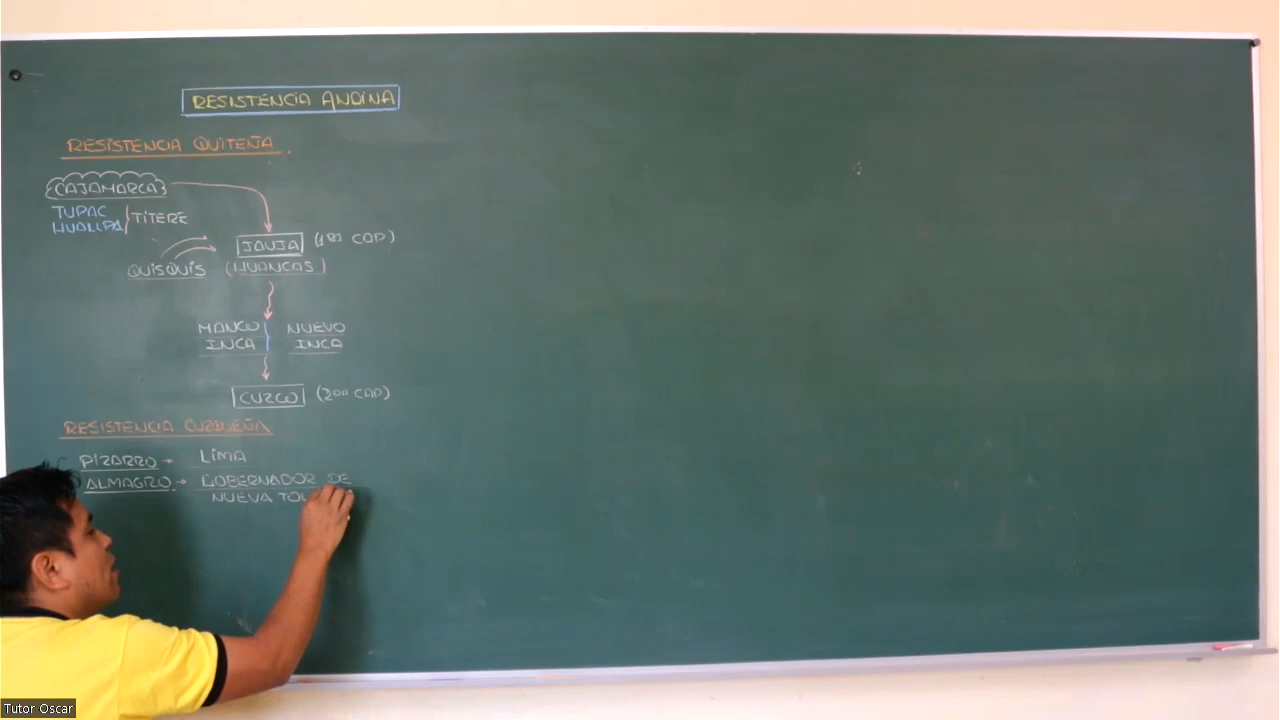 RESISTENCIA ANDINA
RESISTENCIA QUITEÑA
CAJAMARCA
TUPAC
HUALLPA
TITERE
JAUJA (1RA CAP)
QUISQUIS (HUANCAS)
MANCO NUEVO
INCA INCA
CUZCO (2DA CAP)
RESISTENCIA CUZQUEÑA
PIZARRO → LIMA
ALMAGRO → GOBERNADOR DE
NUEVA TOL
Tutor Oscar